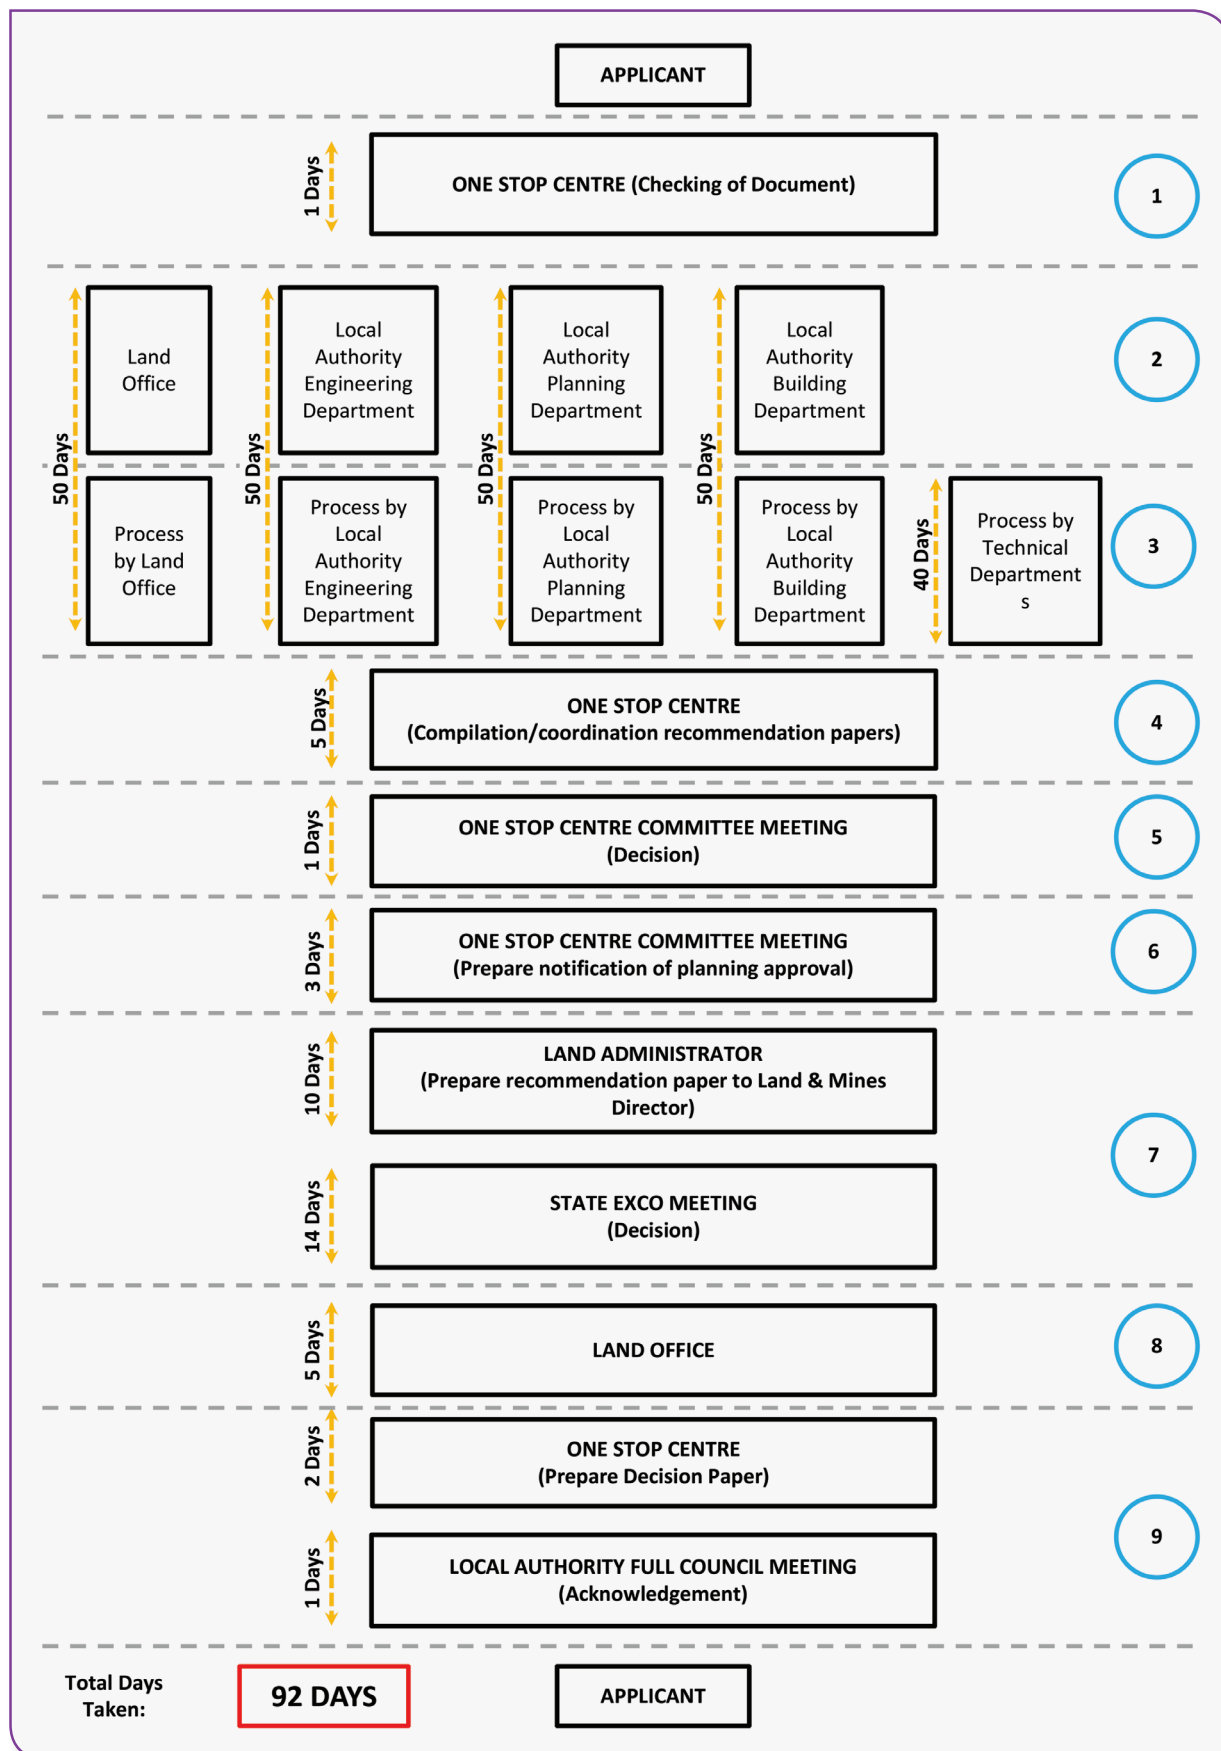 APPLICANT
1 Days
ONE STOP CENTRE (Checking of Document)
1
50 Days
Land
Office
50 Days
Local
Authority
Engineering
Department
50 Days
Local
Authority
Planning
Department
50 Days
Local
Authority
Building
Department
2
Process
by Land
Office
Process by
Local
Authority
Engineering
Department
Process by
Local
Authority
Planning
Department
Process by
Local
Authority
Building
Department
40 Days
Process by
Technical
Department
s
3
5 Days
ONE STOP CENTRE
(Compilation/coordination recommendation papers)
4
1 Days
ONE STOP CENTRE COMMITTEE MEETING
(Decision)
5
3 Days
ONE STOP CENTRE COMMITTEE MEETING
(Prepare notification of planning approval)
6
10 Days
LAND ADMINISTRATOR
(Prepare recommendation paper to Land & Mines
Director)
7
14 Days
STATE EXCO MEETING
(Decision)
5 Days
LAND OFFICE
8
2 Days
ONE STOP CENTRE
(Prepare Decision Paper)
9
1 Days
LOCAL AUTHORITY FULL COUNCIL MEETING
(Acknowledgement)
Total Days
Taken:
92 DAYS
APPLICANT